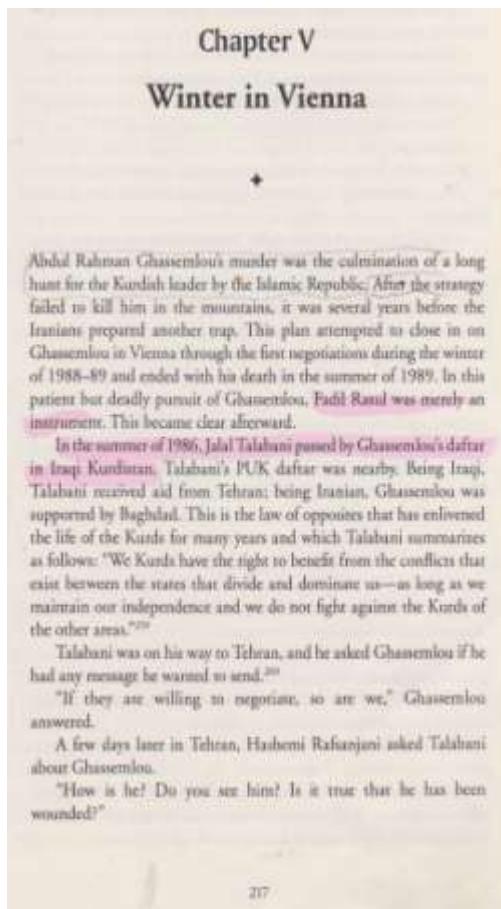 Chapter V
Winter in Vienna
Abdul Rahman Ghassemlou's murder was the culmination of a long
hunt for the Kurdish leader by the Islamic Republic. After the strategy
failed to kill him in the mountains, it was several years before the
Iranians prepared another trap. This plan attempted to close in on
Ghassemlou in Vienna through the first negotiations during the winter
of 1988–89 and ended with his death in the summer of 1989. In this
patient but deadly pursuit of Ghassemlou, Fadil Rasul was merely an
instrument. This became clear afterward.
In the summer of 1986, Jalal Talabani passed by Ghassemlou's daftar
in Iraqi Kurdistan. Talabani's PUK daftar was nearby. Being Iraqi,
Talabani received aid from Tehran; being Iranian, Ghassemlou was
supported by Baghdad. This is the law of opposites that has enlivened
the life of the Kurds for many years and which Talabani summarizes
as follows: "We Kurds have the right to benefit from the conflicts that
exist between the states that divide and dominate us—as long as we
maintain our independence and we do not fight against the Kurds of
the other areas."
Talabani was on his way to Tehran, and he asked Ghassemlou if he
had any message he wanted to send.
"If they are willing to negotiate, so are we," Ghassemlou
answered.
A few days later in Tehran, Hashemi Rafsanjani asked Talabani
about Ghassemlou.
"How is he? Do you see him? Is it true that he has been
wounded?"
217